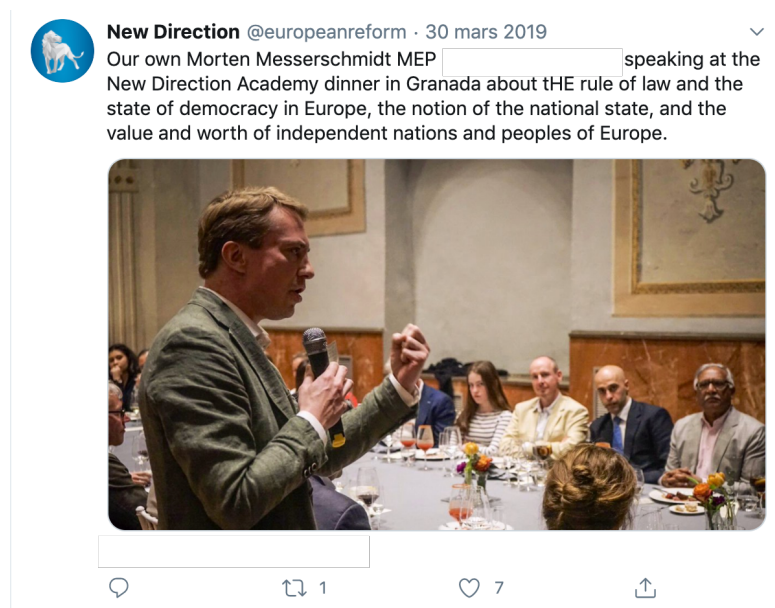 New Direction @europeanreform · 30 mars 2019
Our own Morten Messerschmidt MEP speaking at the
New Direction Academy dinner in Granada about tHE rule of law and the
state of democracy in Europe, the notion of the national state, and the
value and worth of independent nations and peoples of Europe.
1 7